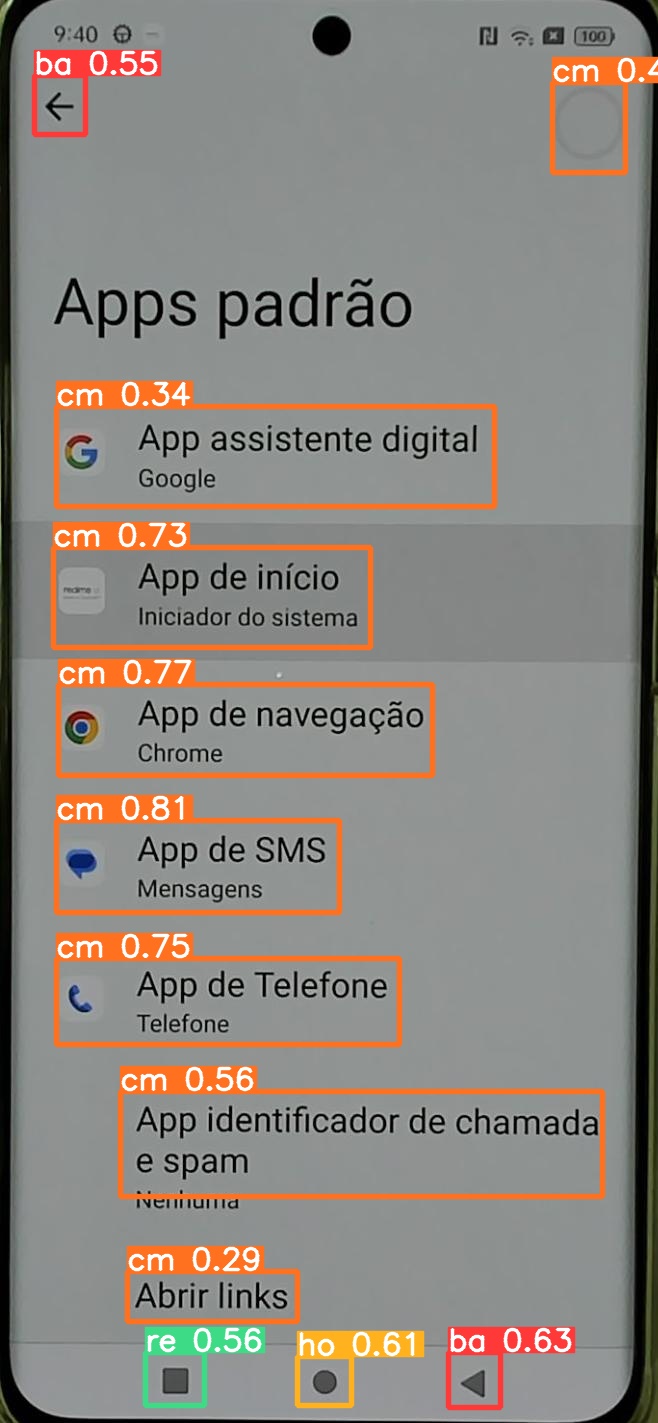 9:40
100
ba 0.55
cm 0.4
Apps padrão
cm 0.34
App assistente digital
Google
cm 0.73
realme
App de início
Iniciador do sistema
cm 0.77
App de navegação
Chrome
cm 0.81
App de SMS
Mensagens
cm 0.75
App de Telefone
Telefone
cm 0.56
App identificador de chamada
e spam
Nenhuma
cm 0.29
Abrir links
re 0.56
ho 0.61
ba 0.63